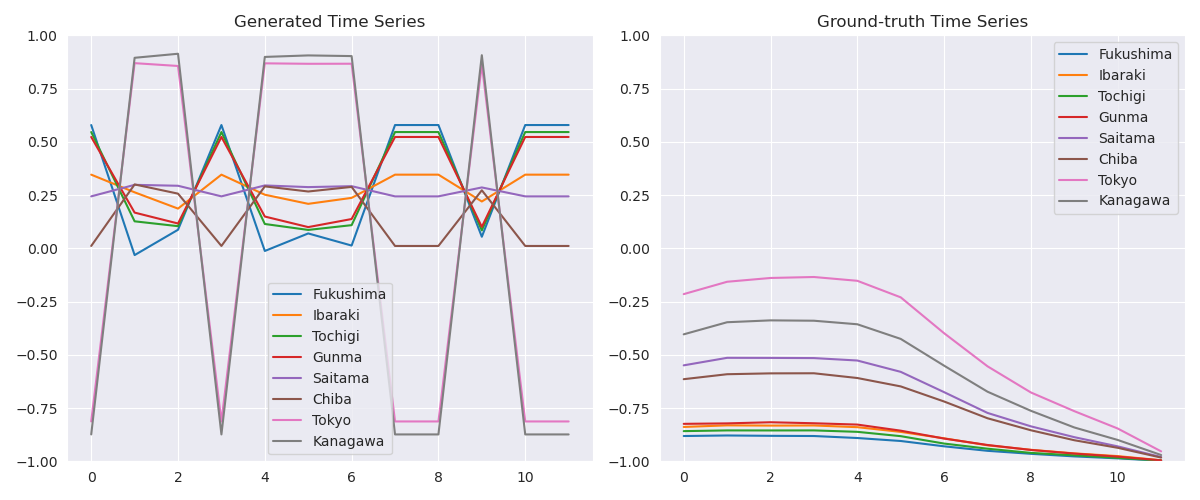 Generated Time Series
1.00
0.75
0.50
0.25
0.00
−0.25
−0.50
−0.75
−1.00
0 2 4 6 8 10
Fukushima
Ibaraki
Tochigi
Gunma
Saitama
Chiba
Tokyo
Kanagawa
Ground-truth Time Series
1.00
0.75
0.50
0.25
0.00
−0.25
−0.50
−0.75
−1.00
0 2 4 6 8 10
Fukushima
Ibaraki
Tochigi
Gunma
Saitama
Chiba
Tokyo
Kanagawa